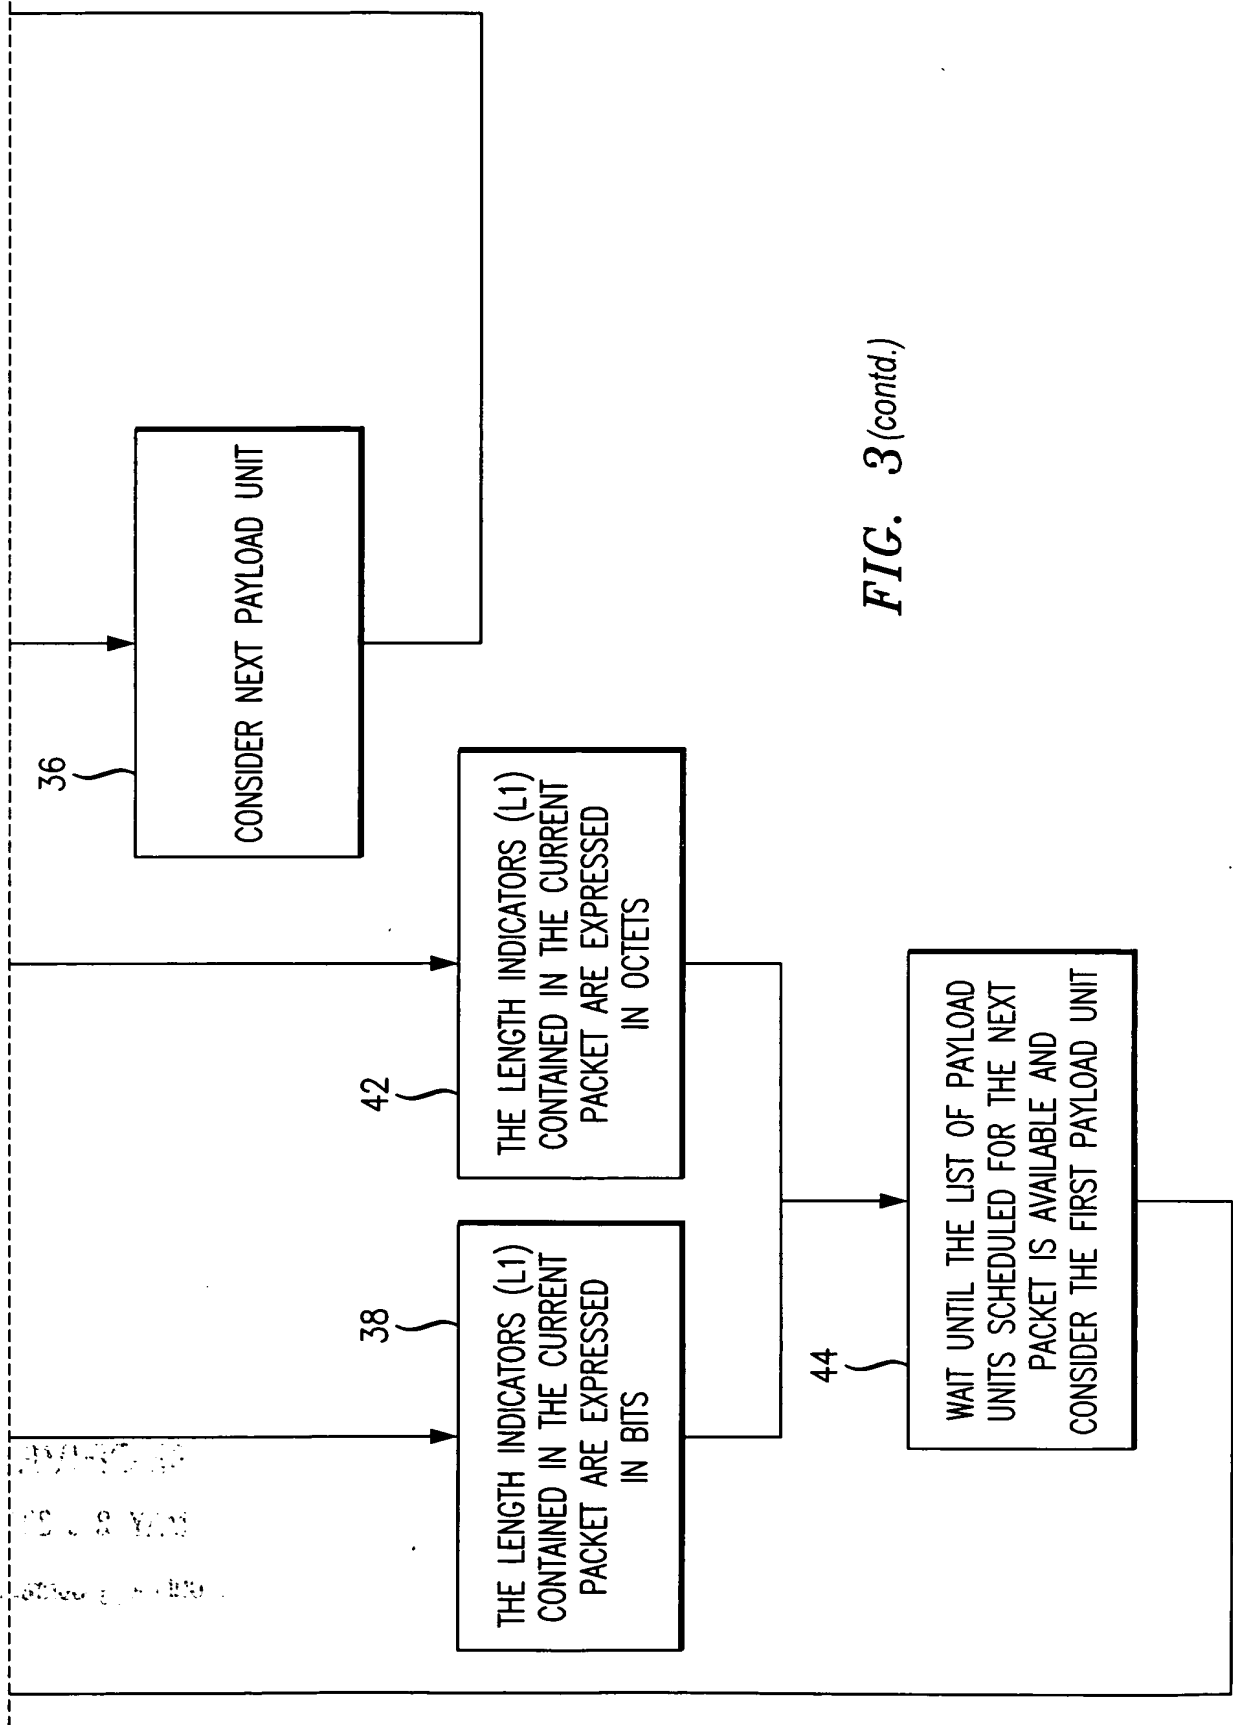 36
CONSIDER NEXT PAYLOAD UNIT
38
THE LENGTH INDICATORS (L1)
CONTAINED IN THE CURRENT
PACKET ARE EXPRESSED
IN BITS
42
THE LENGTH INDICATORS (L1)
CONTAINED IN THE CURRENT
PACKET ARE EXPRESSED
IN OCTETS
44
WAIT UNTIL THE LIST OF PAYLOAD
UNITS SCHEDULED FOR THE NEXT
PACKET IS AVAILABLE AND
CONSIDER THE FIRST PAYLOAD UNIT
FIG. 3 (contd.)